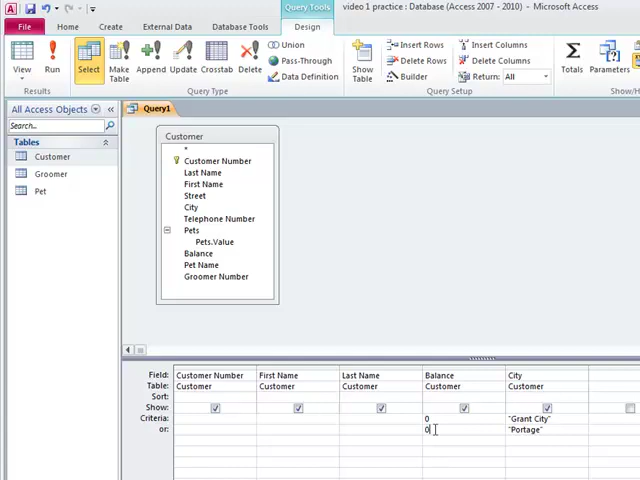 Query Tools
video 1 practice : Database (Access 2007 - 2010) - Microsoft Access
File
Home
Create
External Data
Database Tools
Design
View
Run
Select
Make Table
Append
Update
Crosstab
Delete
Union
Pass-Through
Data Definition
Show Table
Insert Rows
Delete Rows
Builder
Insert Columns
Delete Columns
Return: All
Totals
Parameters
Results
Query Type
Query Setup
Show/H
All Access Objects
Search...
Tables
Customer
Groomer
Pet
Query1
Customer
*
Customer Number
Last Name
First Name
Street
City
Telephone Number
Pets
Pets.Value
Balance
Pet Name
Groomer Number
Field: Customer Number First Name Last Name Balance City
Table: Customer Customer Customer Customer Customer
Sort:
Show:
Criteria: 0 "Grant City"
or: 0 "Portage"